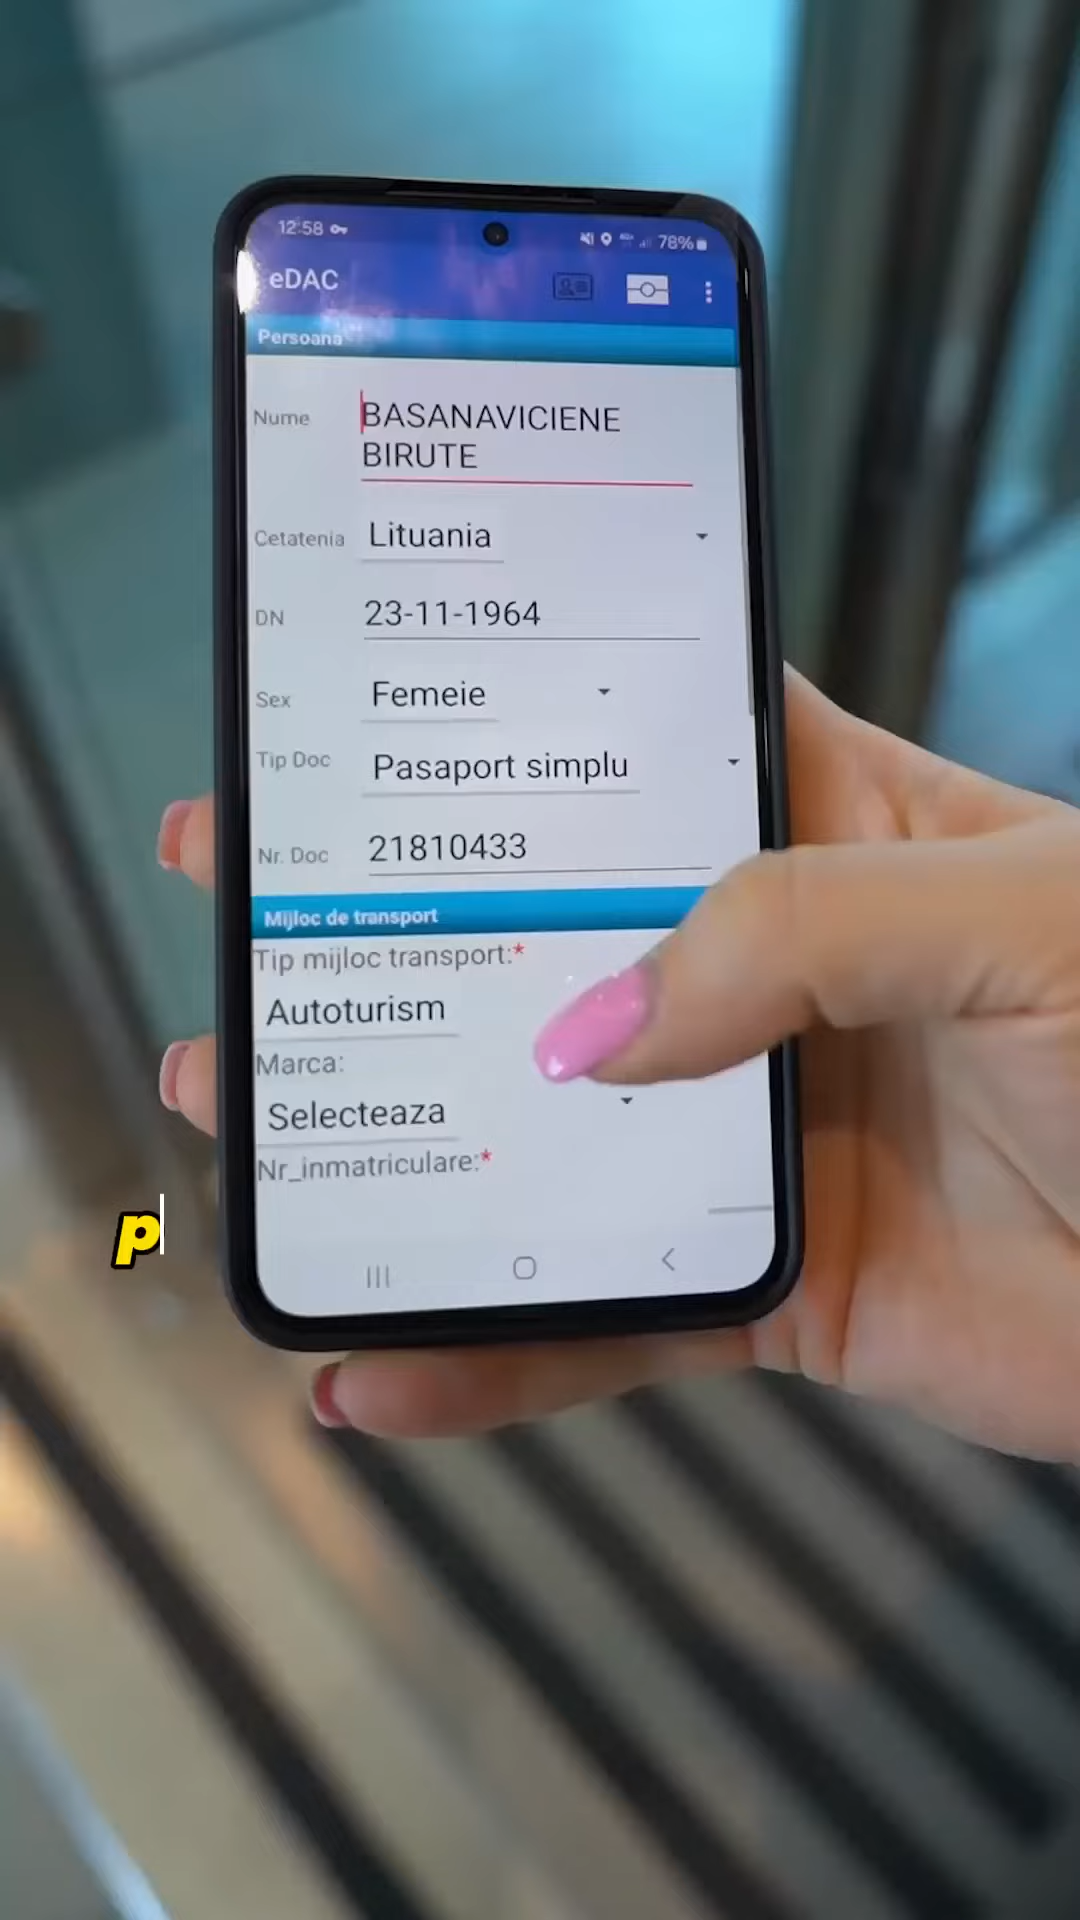 12:58
78%
eDAC
Persoana
Nume
BASANAVICIENE
BIRUTE
Cetatenia
Lituania
DN
23-11-1964
Sex
Femeie
Tip Doc
Pasaport simplu
Nr. Doc
21810433
Mijloc de transport
Tip mijloc transport:*
Autoturism
Marca:
Selecteaza
Nr_inmatriculare:*
p